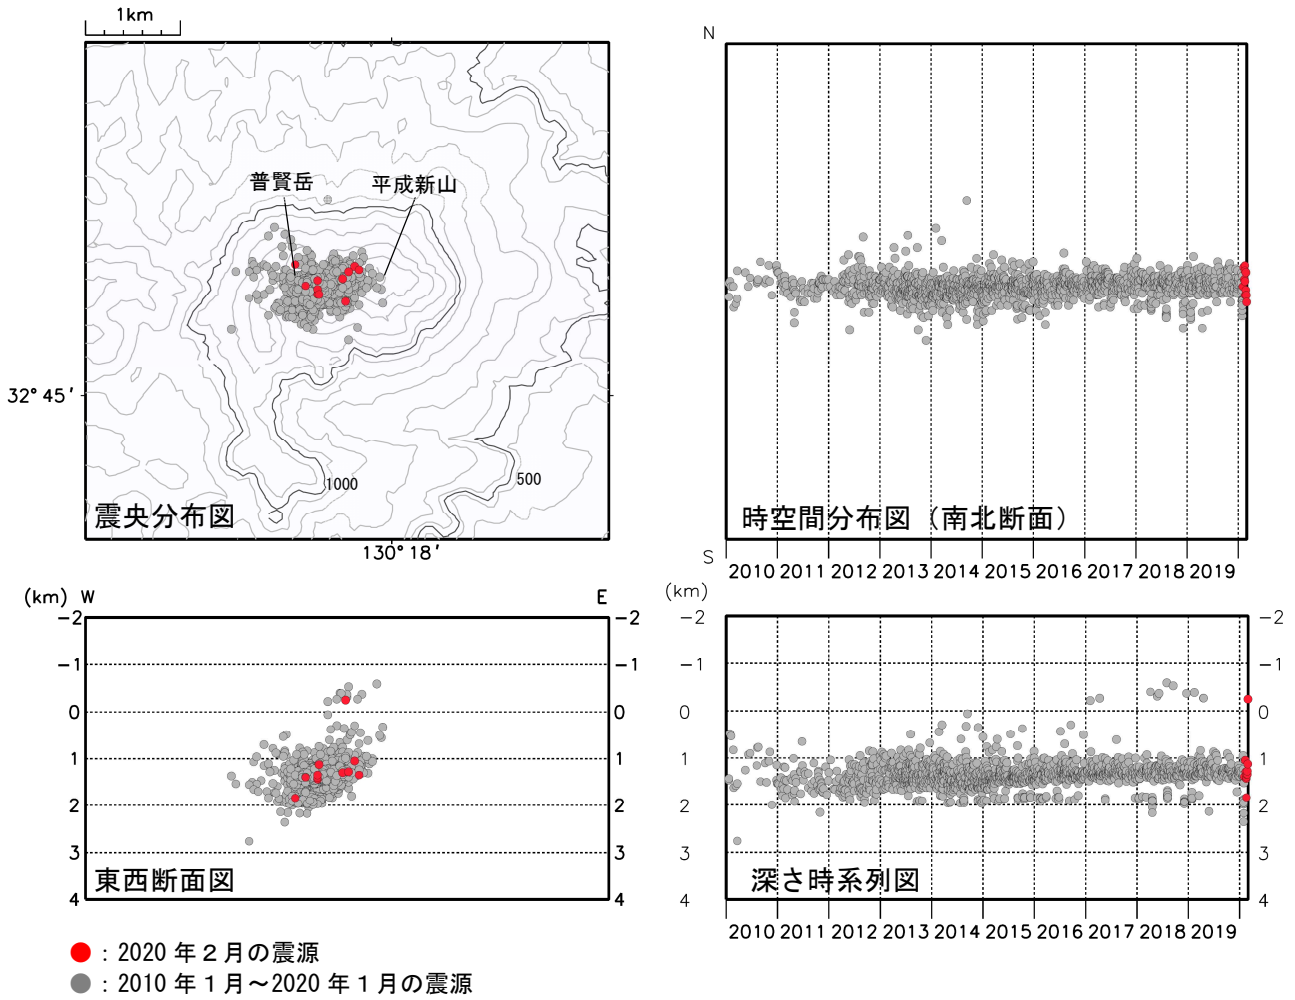 1km
普賢岳
平成新山
32° 45′
1000
500
震央分布図
130° 18′
N
時空間分布図（南北断面）
S
2010 2011 2012 2013 2014 2015 2016 2017 2018 2019
(km) W E
-2 -2
-1 -1
0 0
1 1
2 2
3 3
4 4
東西断面図
(km)
-2 -2
-1 -1
0 0
1 1
2 2
3 3
4 4
深さ時系列図
2010 2011 2012 2013 2014 2015 2016 2017 2018 2019
：2020 年２月の震源
：2010 年１月～2020 年１月の震源